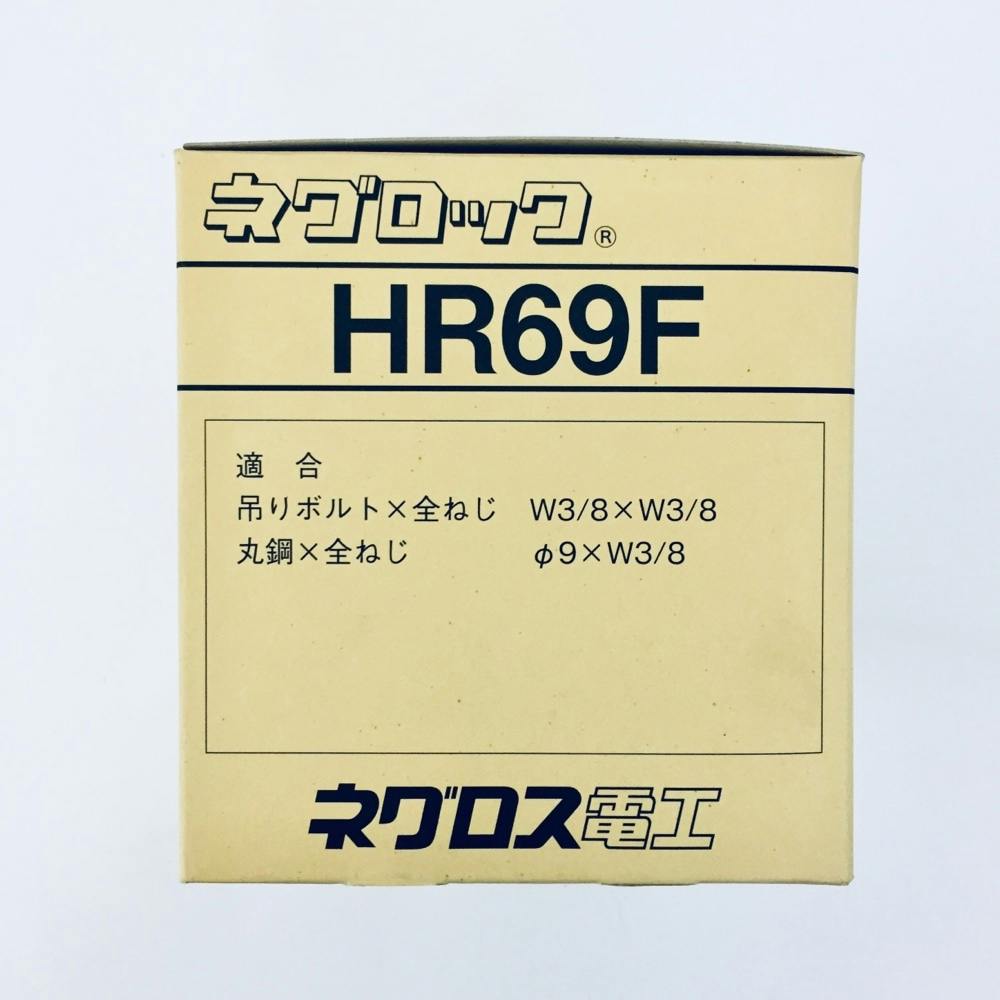 ネグロック®
HR69F
適　合
吊りボルト×全ねじ　W3/8×W3/8
丸鋼×全ねじ　φ9×W3/8
ネグロス電工